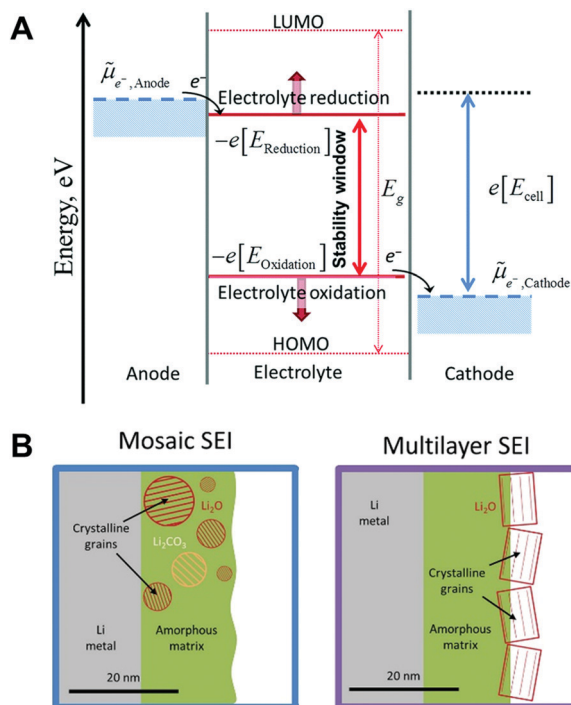 A
Energy, eV
LUMO
μ̃e⁻,Anode
e⁻
Electrolyte reduction
−e[EReduction]
Stability window
Eg
e[Ecell]
−e[EOxidation]
e⁻
μ̃e⁻,Cathode
Electrolyte oxidation
HOMO
Anode
Electrolyte
Cathode
B
Mosaic SEI
Li₂O
Crystalline
grains
Li₂CO₃
Li
metal
Amorphous
matrix
20 nm
Multilayer SEI
Li
metal
Li₂O
Crystalline
grains
Amorphous
matrix
20 nm